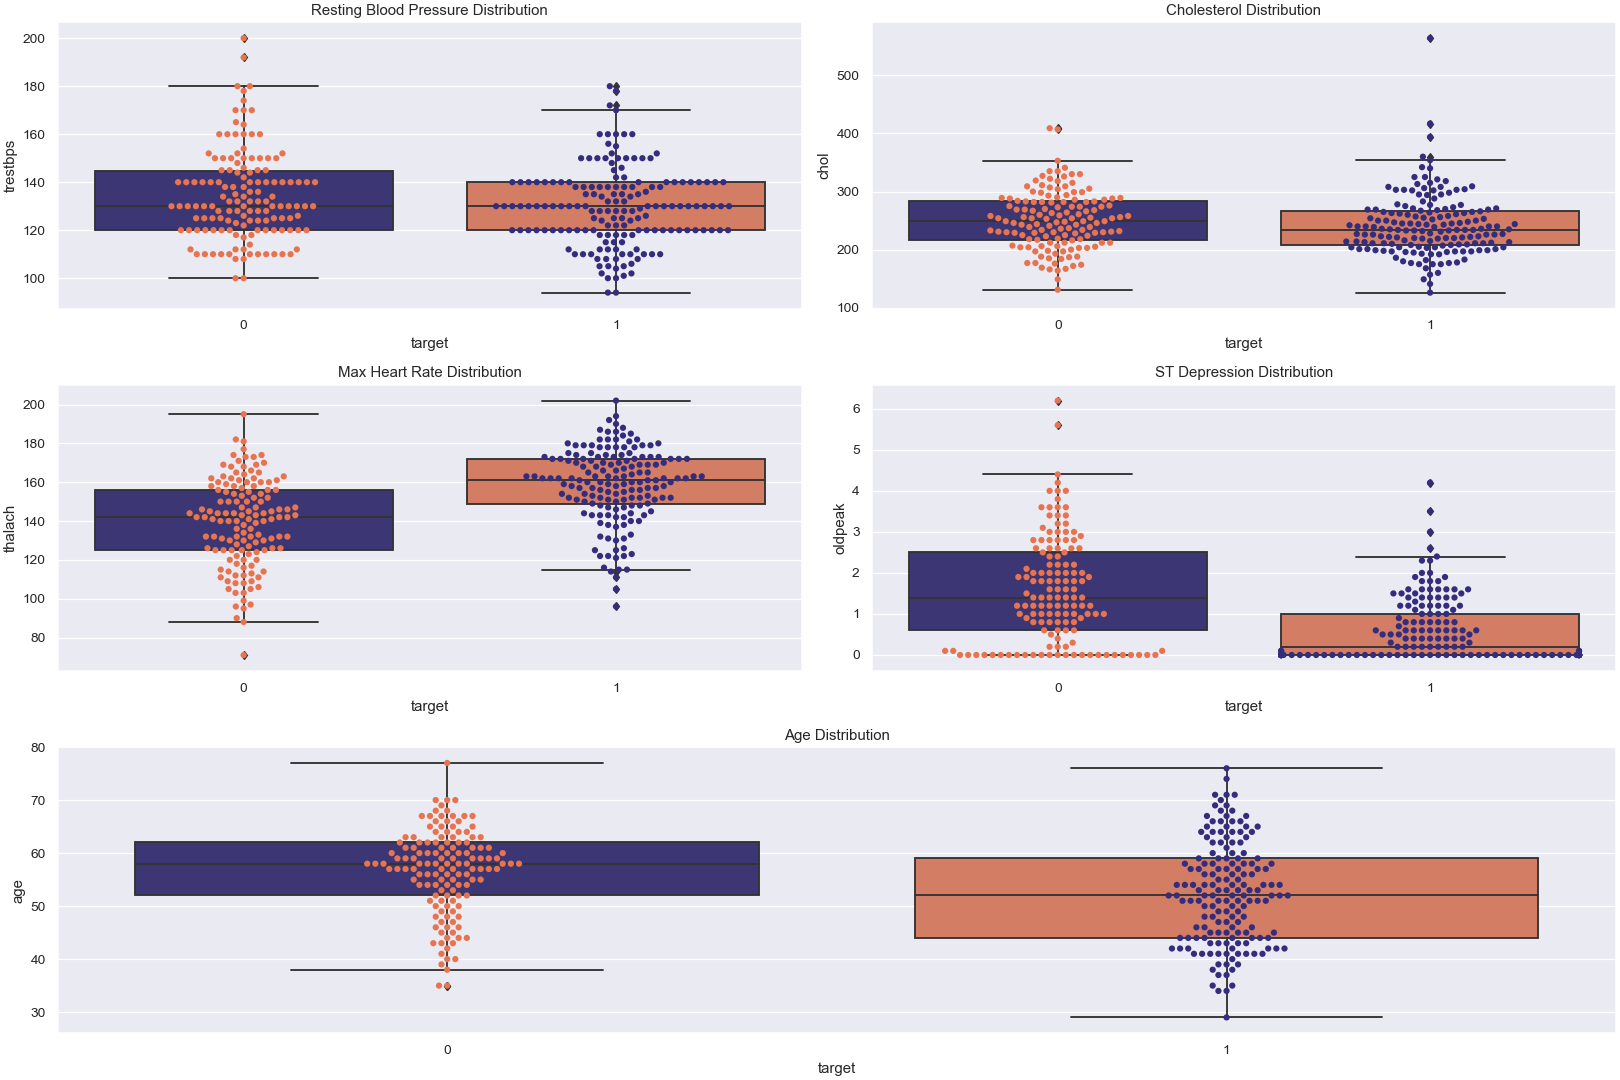 Resting Blood Pressure Distribution
trestbps
200
180
160
140
120
100
0 1
target
Cholesterol Distribution
chol
500
400
300
200
100
0 1
target
Max Heart Rate Distribution
thalach
200
180
160
140
120
100
80
0 1
target
ST Depression Distribution
oldpeak
6
5
4
3
2
1
0
0 1
target
Age Distribution
age
80
70
60
50
40
30
0 1
target